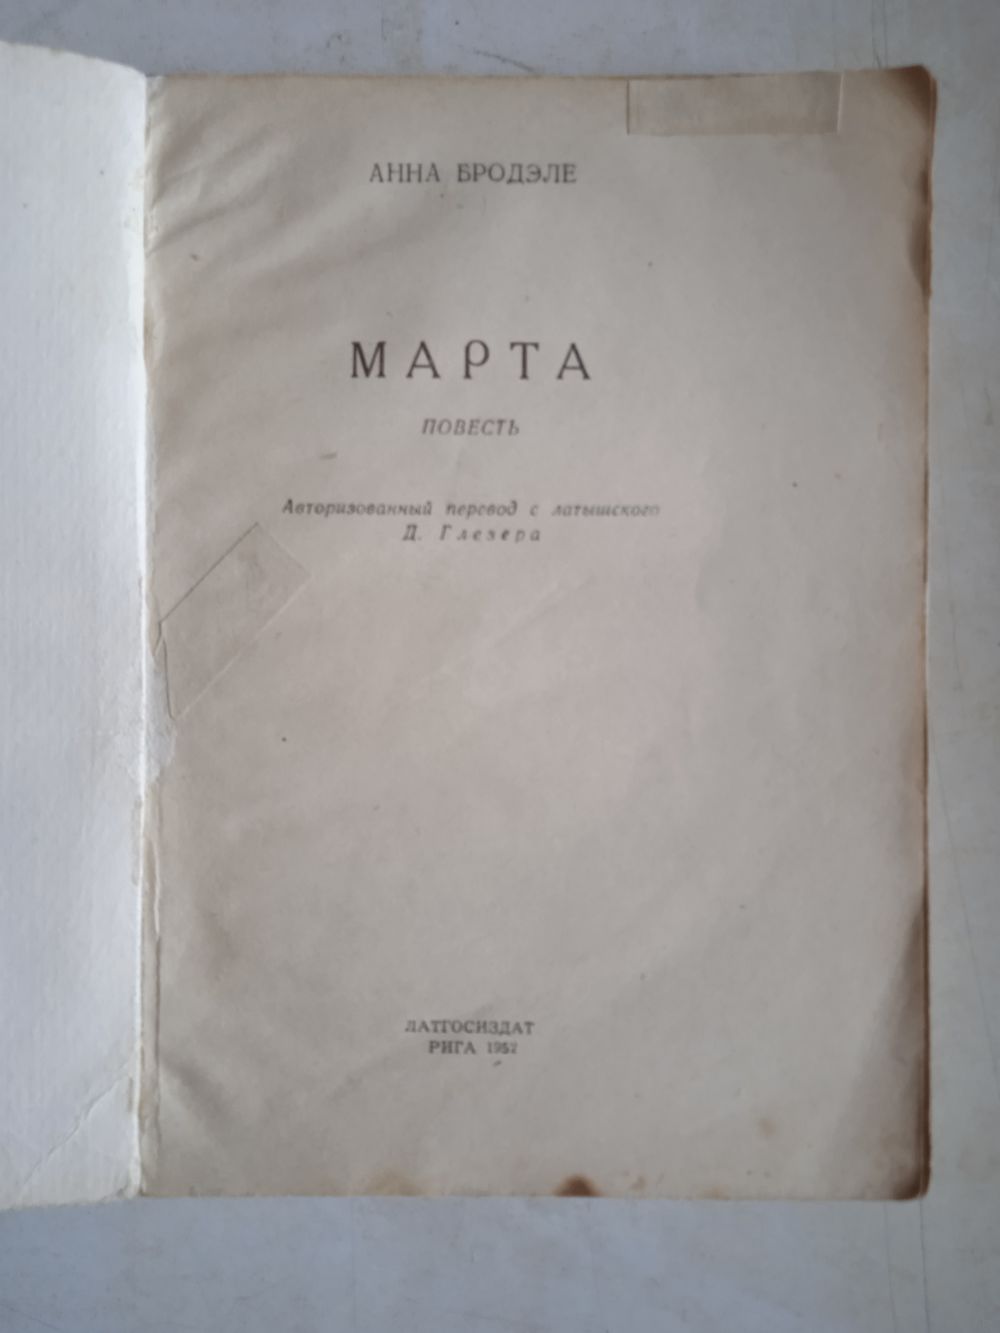 АННА БРОДЭЛЕ
МАРТА
ПОВЕСТЬ
Авторизованный перевод с латышского
Д. Глезера
ЛАТГОСИЗДАТ
РИГА 1952